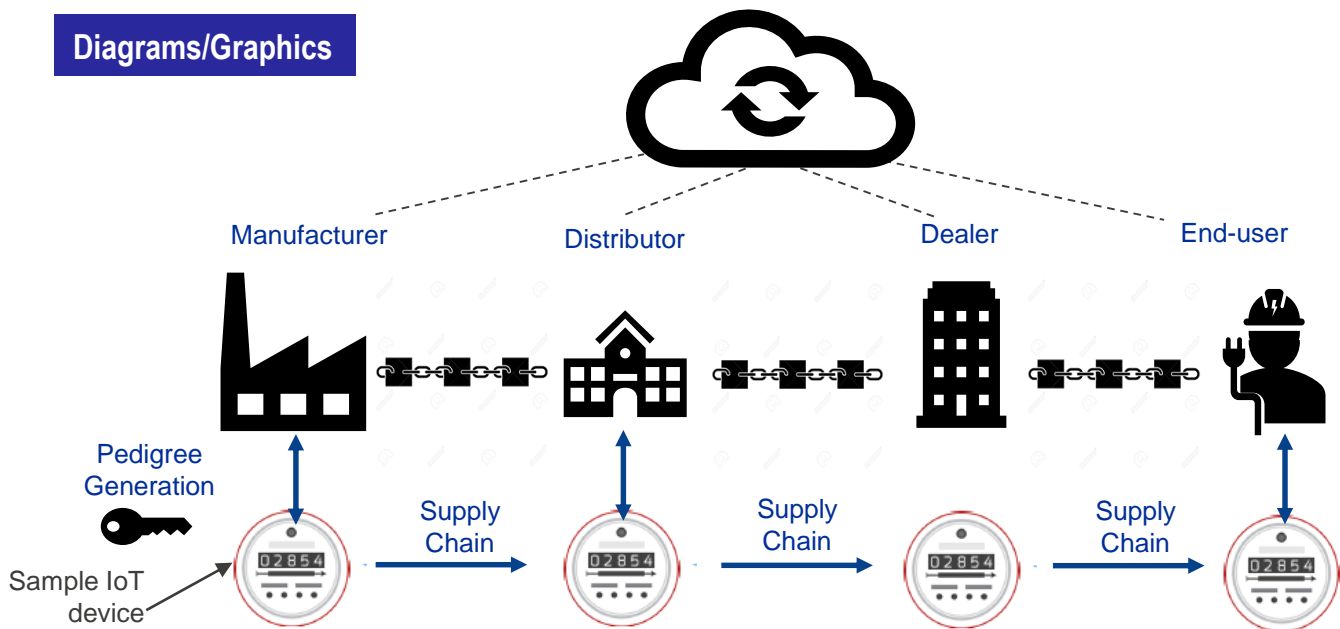 Diagrams/Graphics
Manufacturer
Distributor
Dealer
End-user
Pedigree
Generation
Supply
Chain
Supply
Chain
Supply
Chain
02854
02854
02854
02854
Sample IoT
device